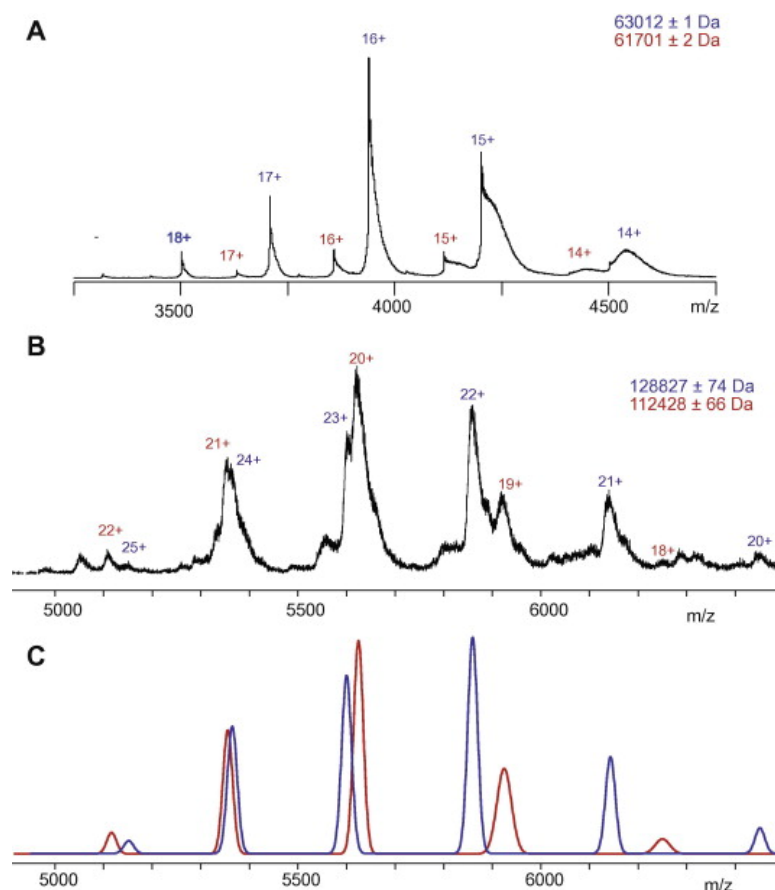 A
63012 ± 1 Da
61701 ± 2 Da
16+
15+
17+
18+
17+
16+
15+
14+
14+
3500
4000
4500
m/z
B
128827 ± 74 Da
112428 ± 66 Da
20+
22+
23+
21+
24+
19+
21+
22+
25+
18+
20+
5000
5500
6000
m/z
C
5000
5500
6000
m/z